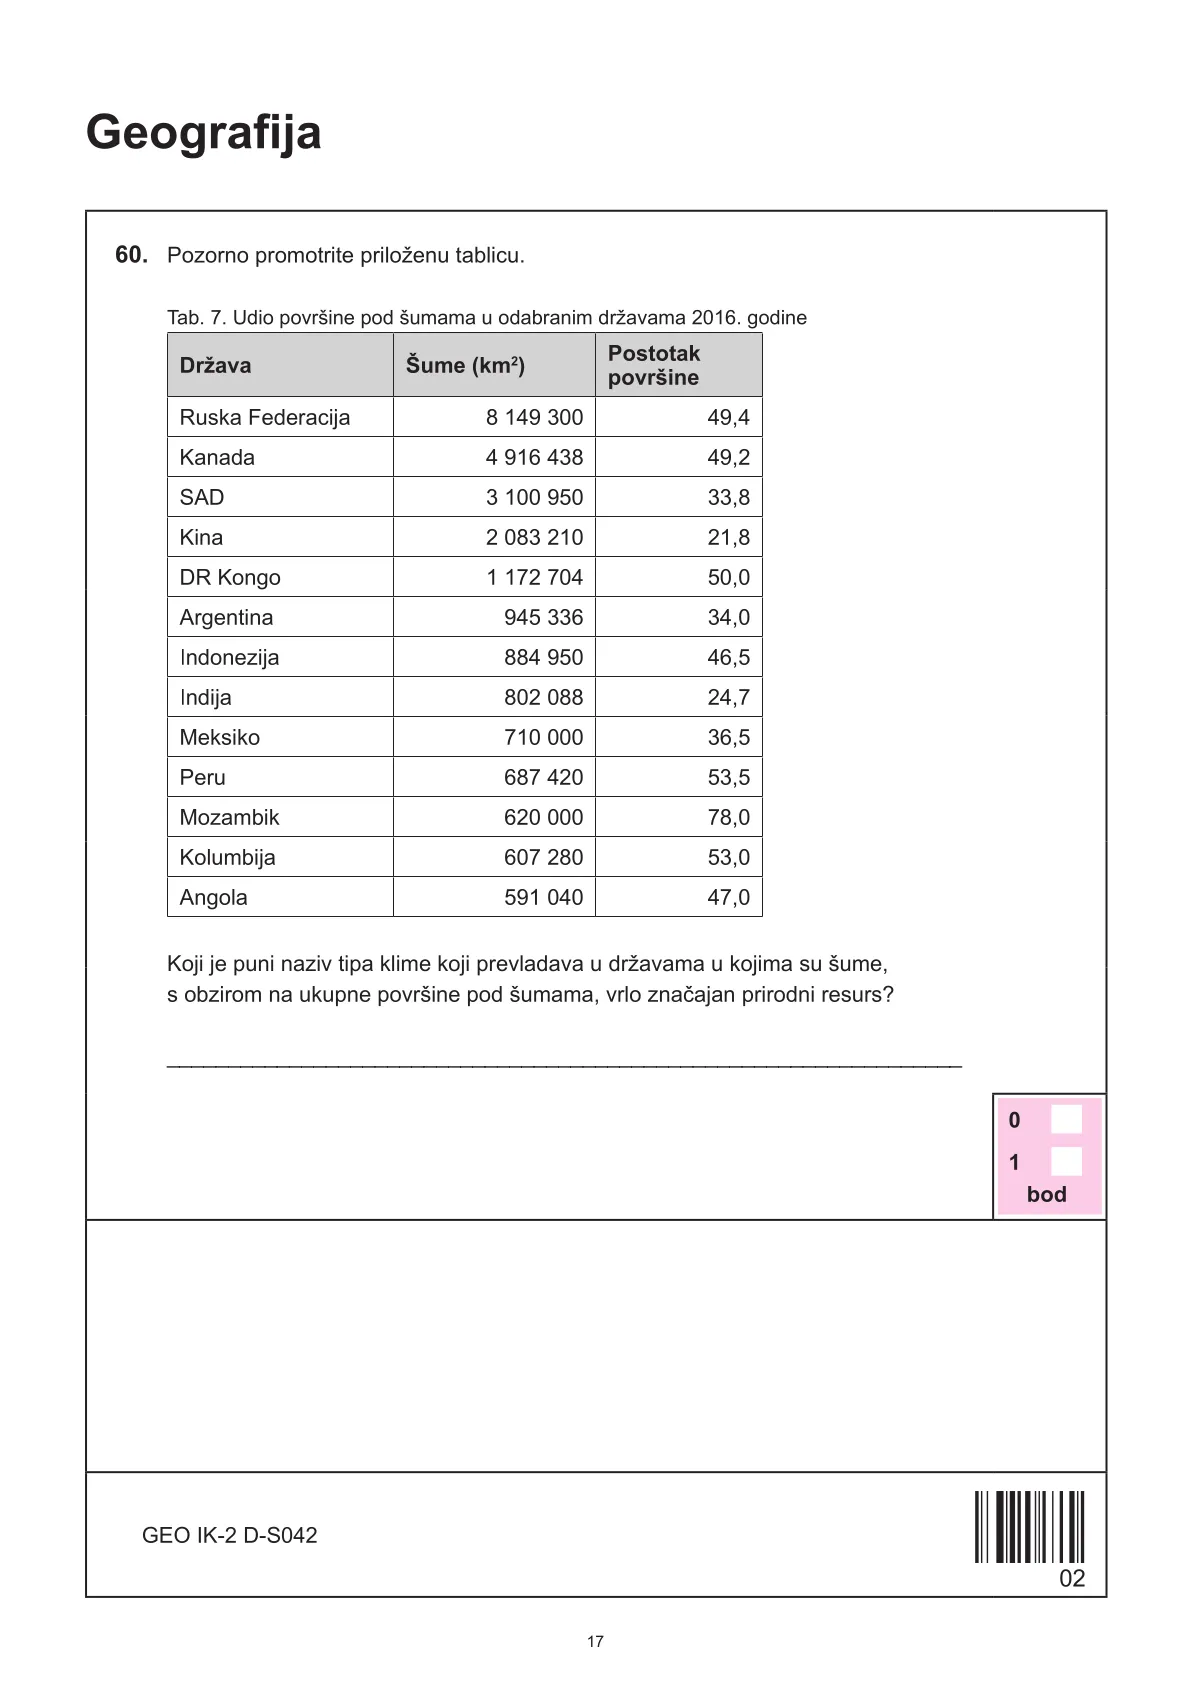 Geografija
60. Pozorno promotrite priloženu tablicu.
Tab. 7. Udio površine pod šumama u odabranim državama 2016. godine
Država Šume (km²) Postotak površine
Ruska Federacija 8 149 300 49,4
Kanada 4 916 438 49,2
SAD 3 100 950 33,8
Kina 2 083 210 21,8
DR Kongo 1 172 704 50,0
Argentina 945 336 34,0
Indonezija 884 950 46,5
Indija 802 088 24,7
Meksiko 710 000 36,5
Peru 687 420 53,5
Mozambik 620 000 78,0
Kolumbija 607 280 53,0
Angola 591 040 47,0
Koji je puni naziv tipa klime koji prevladava u državama u kojima su šume,
s obzirom na ukupne površine pod šumama, vrlo značajan prirodni resurs?
0
1
bod
GEO IK-2 D-S042
02
17